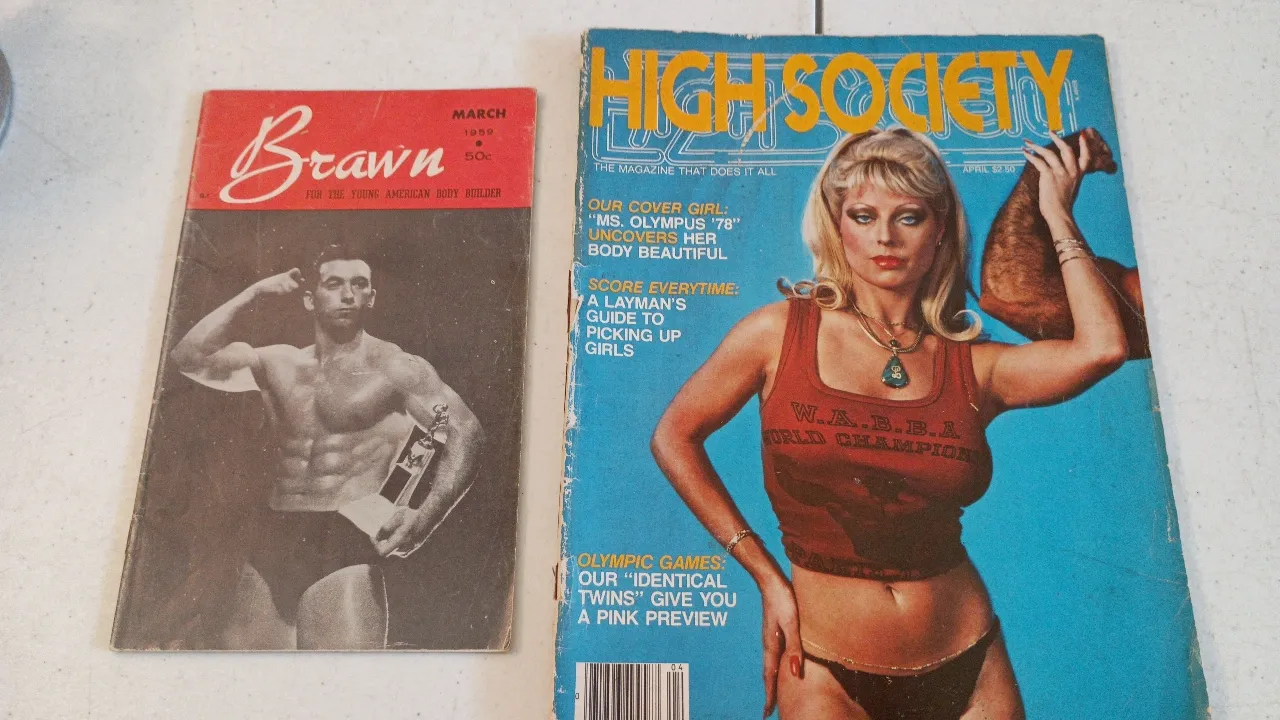 Brawn
MARCH
1959
50c
FOR THE YOUNG AMERICAN BODY BUILDER
HIGH SOCIETY
THE MAGAZINE THAT DOES IT ALL
APRIL $2.50
OUR COVER GIRL:
"MS. OLYMPUS '78"
UNCOVERS HER
BODY BEAUTIFUL
SCORE EVERYTIME:
A LAYMAN'S
GUIDE TO
PICKING UP
GIRLS
W.A.B.B.A
WORLD CHAMPION
OLYMPIC GAMES:
OUR "IDENTICAL
TWINS" GIVE YOU
A PINK PREVIEW
04